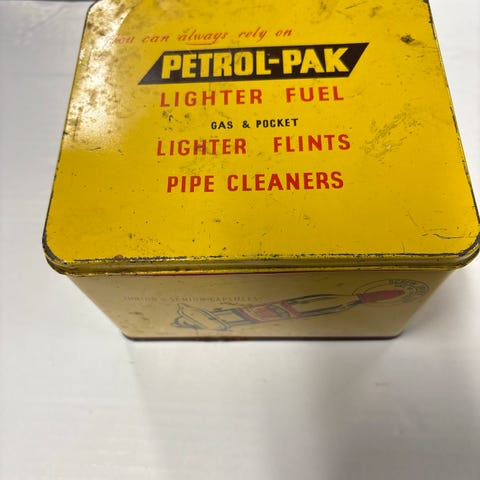 you can always rely on
PETROL-PAK
LIGHTER FUEL
GAS & POCKET
LIGHTER FLINTS
PIPE CLEANERS
JUNIOR & SENIOR CAPSULES